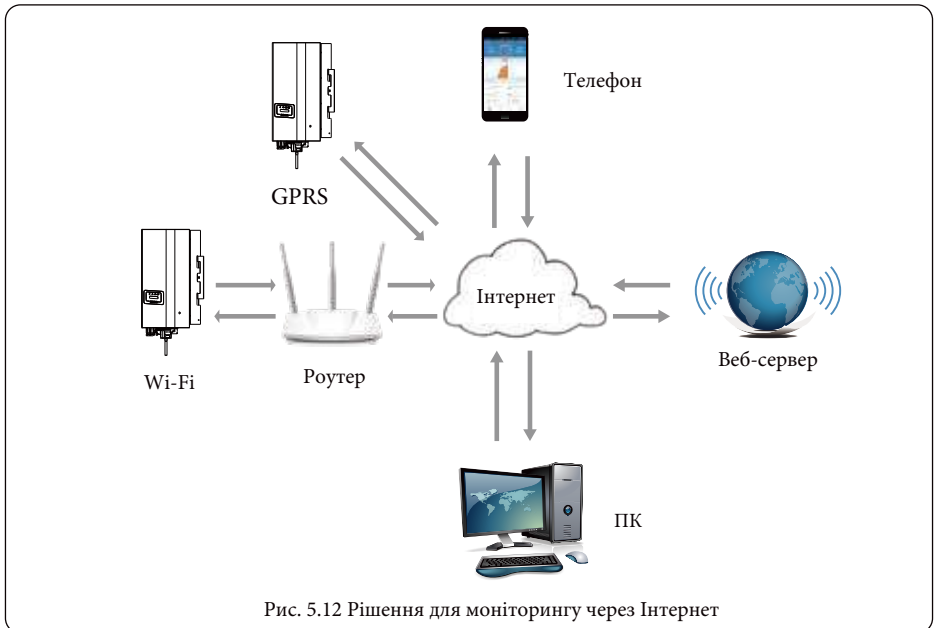 Телефон
GPRS
Інтернет
Веб-сервер
Wi-Fi
Роутер
ПК
Рис. 5.12 Рішення для моніторингу через Інтернет